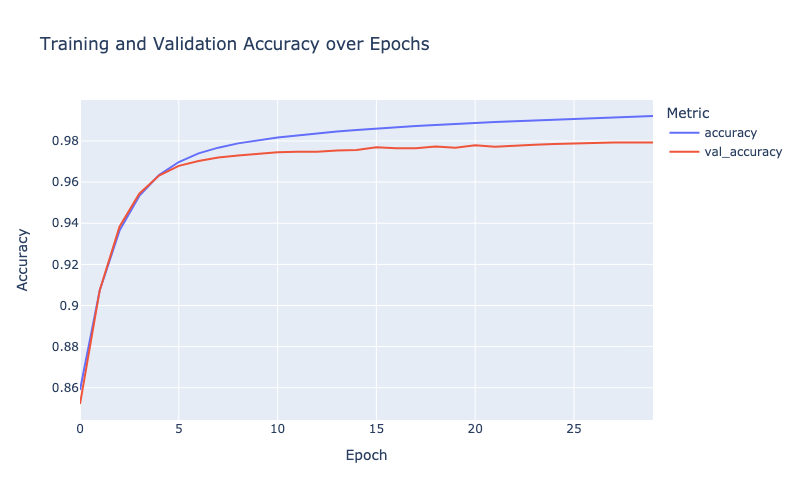 Training and Validation Accuracy over Epochs
Metric
accuracy
val_accuracy
Accuracy
0.98
0.96
0.94
0.92
0.9
0.88
0.86
0 5 10 15 20 25
Epoch